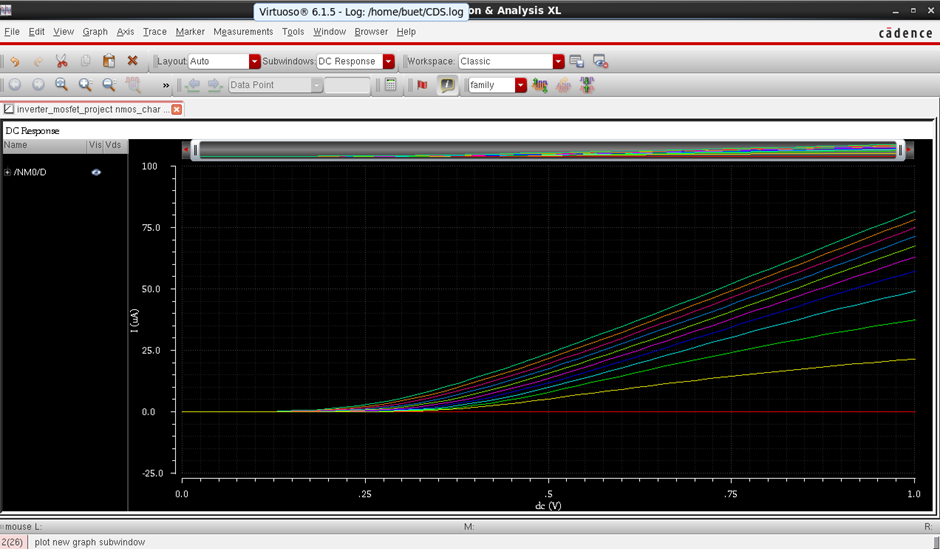 Virtuoso® 6.1.5 - Log: /home/buet/CDS.log
on & Analysis XL
File Edit View Graph Axis Trace Marker Measurements Tools Window Browser Help
cādence
Layout: Auto Subwindows: DC Response Workspace: Classic
» Data Point family
inverter_mosfet_project nmos_char ...
DC Response
Name Vis Vds
/NM0/D
100
75.0
50.0
25.0
0.0
-25.0
I (uA)
0.0 .25 .5 .75 1.0
dc (V)
mouse L: M: R:
2(26) plot new graph subwindow